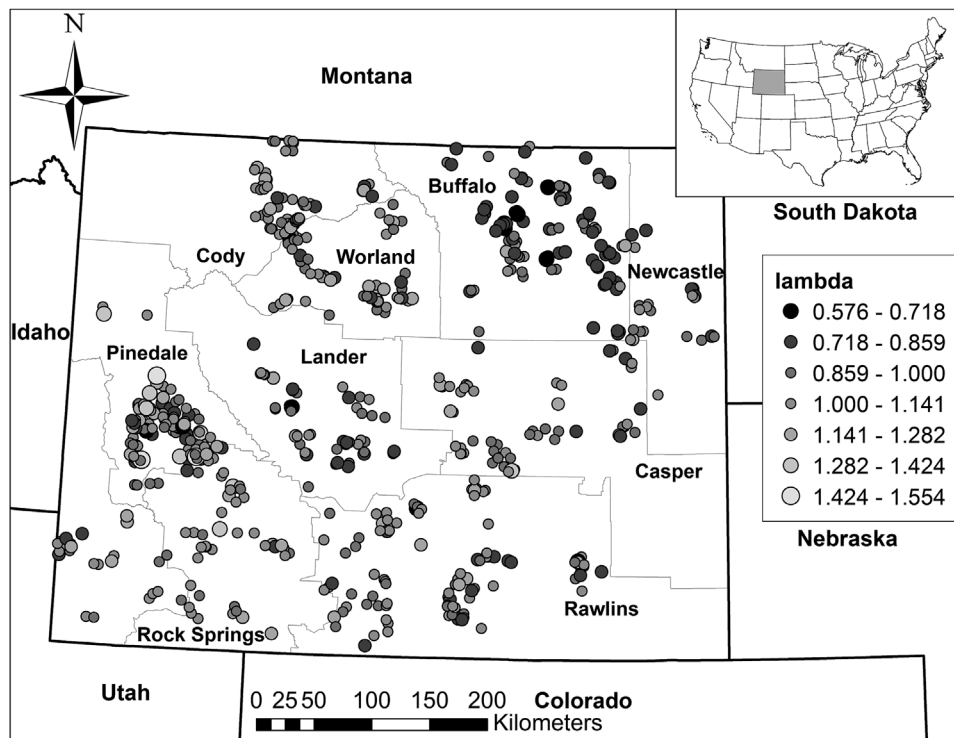 N
Montana
Buffalo
South Dakota
Cody
Worland
Newcastle
lambda
0.576 - 0.718
0.718 - 0.859
0.859 - 1.000
1.000 - 1.141
1.141 - 1.282
1.282 - 1.424
1.424 - 1.554
Idaho
Pinedale
Lander
Casper
Nebraska
Rawlins
Rock Springs
Utah
Colorado
0 25 50 100 150 200
Kilometers